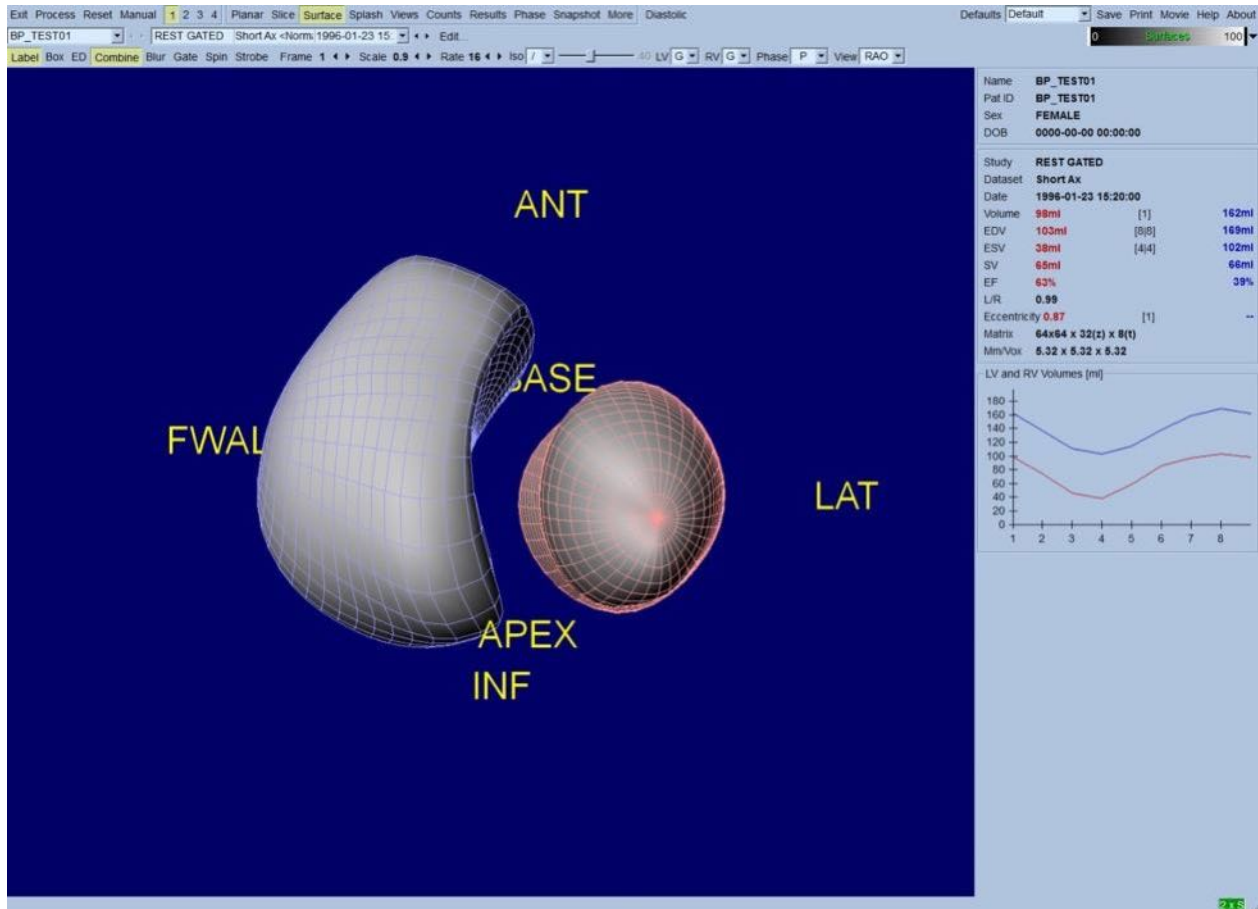 Exit Process Reset Manual 1 2 3 4 Planar Slice Surface Splash Views Counts Results Phase Snapshot More Diastolic Defaults Default Save Print Movie Help About
BP_TEST01 REST GATED Short Ax <Norm 1996-01-23 15: Edit... 0 Surfaces 100
Label Box ED Combine Blur Gate Spin Strobe Frame 1 Scale 0.9 Rate 16 Iso / 40 LV G RV G Phase P View RAO
Name BP_TEST01
Pat ID BP_TEST01
Sex FEMALE
DOB 0000-00-00 00:00:00
Study REST GATED
Dataset Short Ax
Date 1996-01-23 15:20:00
Volume 98ml [1] 162ml
EDV 103ml [8|8] 169ml
ESV 38ml [4|4] 102ml
SV 65ml 66ml
EF 63% 39%
L/R 0.99
Eccentricity 0.87 [1] --
Matrix 64x64 x 32(z) x 8(t)
Mm/Vox 5.32 x 5.32 x 5.32
LV and RV Volumes [ml]
180
160
140
120
100
80
60
40
20
0
1 2 3 4 5 6 7 8
ANT
BASE
FWAL
LAT
APEX
INF
2 x S